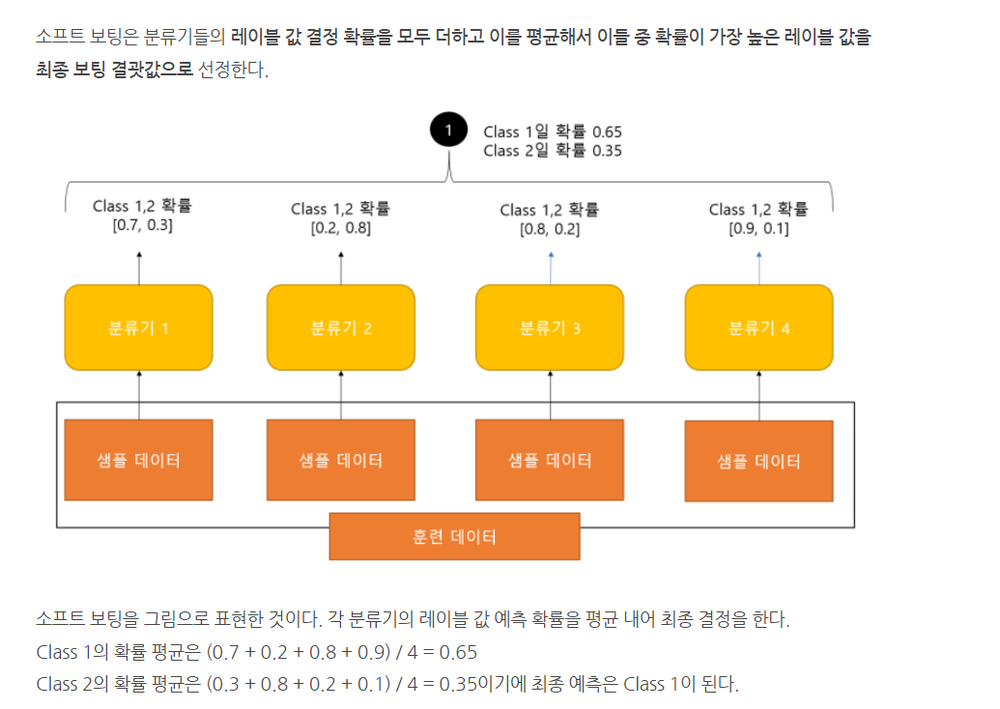 소프트 보팅은 분류기들의 레이블 값 결정 확률을 모두 더하고 이를 평균해서 이들 중 확률이 가장 높은 레이블 값을
최종 보팅 결괏값으로 선정한다.
1
Class 1일 확률 0.65
Class 2일 확률 0.35
Class 1,2 확률
[0.7, 0.3]
Class 1,2 확률
[0.2, 0.8]
Class 1,2 확률
[0.8, 0.2]
Class 1,2 확률
[0.9, 0.1]
분류기 1
분류기 2
분류기 3
분류기 4
샘플 데이터
샘플 데이터
샘플 데이터
샘플 데이터
훈련 데이터
소프트 보팅을 그림으로 표현한 것이다. 각 분류기의 레이블 값 예측 확률을 평균 내어 최종 결정을 한다.
Class 1의 확률 평균은 (0.7 + 0.2 + 0.8 + 0.9) / 4 = 0.65
Class 2의 확률 평균은 (0.3 + 0.8 + 0.2 + 0.1) / 4 = 0.35이기에 최종 예측은 Class 1이 된다.